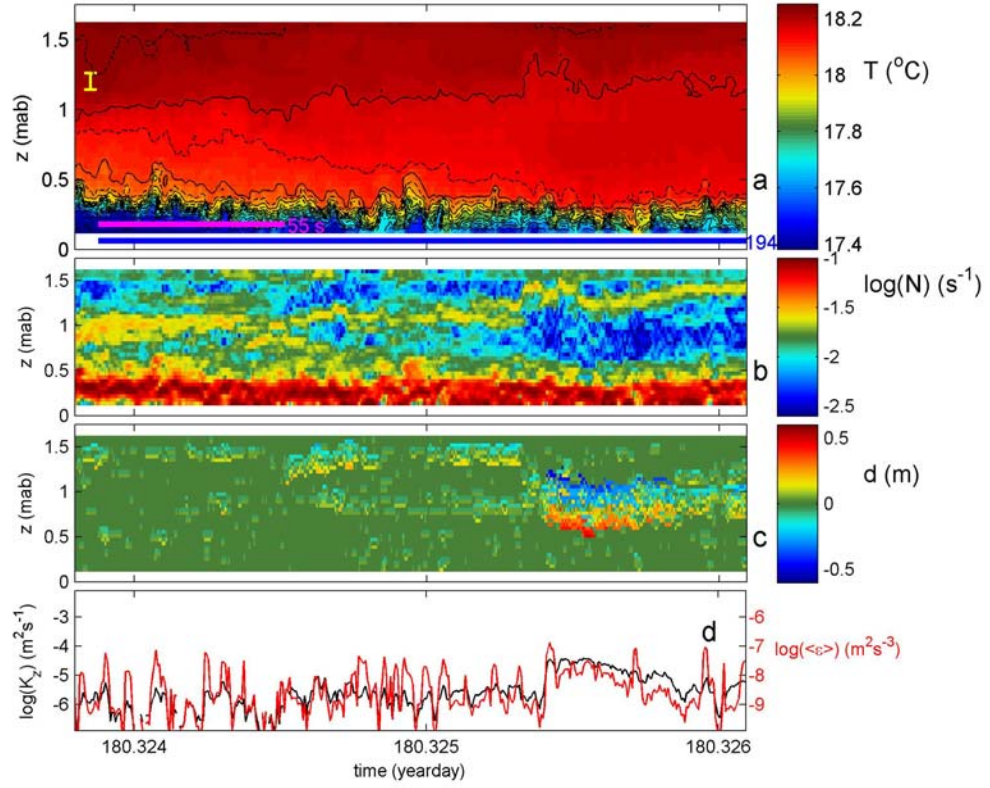 z (mab)
1.5
1
0.5
0
a
55 s
194
18.2
18
17.8
17.6
17.4
T (°C)
z (mab)
1.5
1
0.5
0
b
-1
-1.5
-2
-2.5
log(N) (s⁻¹)
z (mab)
1.5
1
0.5
0
c
0.5
0
-0.5
d (m)
log(K_z) (m²s⁻¹)
-3
-4
-5
-6
d
-6
-7
-8
-9
log(<ε>) (m²s⁻³)
180.324 180.325 180.326
time (yearday)